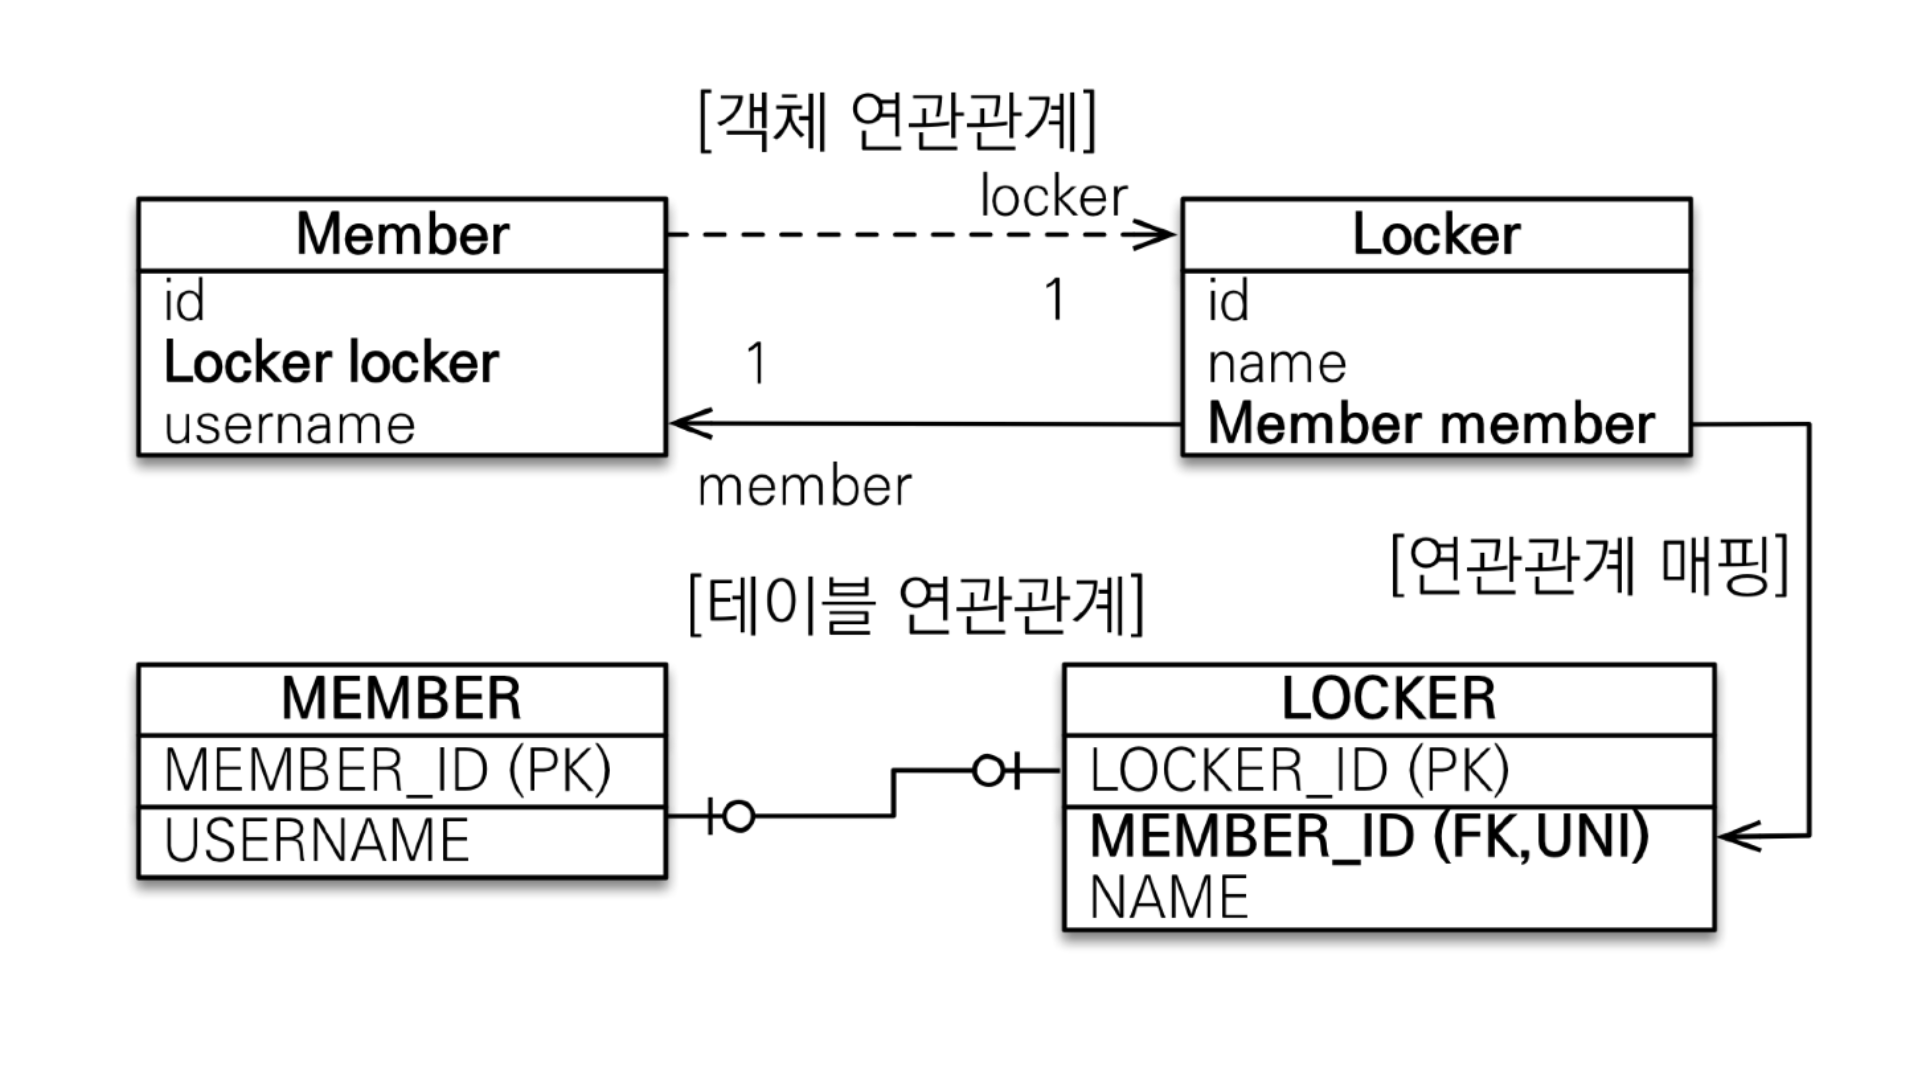 [객체 연관관계]
locker
Member
Locker
id
Locker locker
username
1
1
id
name
Member member
member
[연관관계 매핑]
[테이블 연관관계]
MEMBER
MEMBER_ID (PK)
USERNAME
LOCKER
LOCKER_ID (PK)
MEMBER_ID (FK,UNI)
NAME